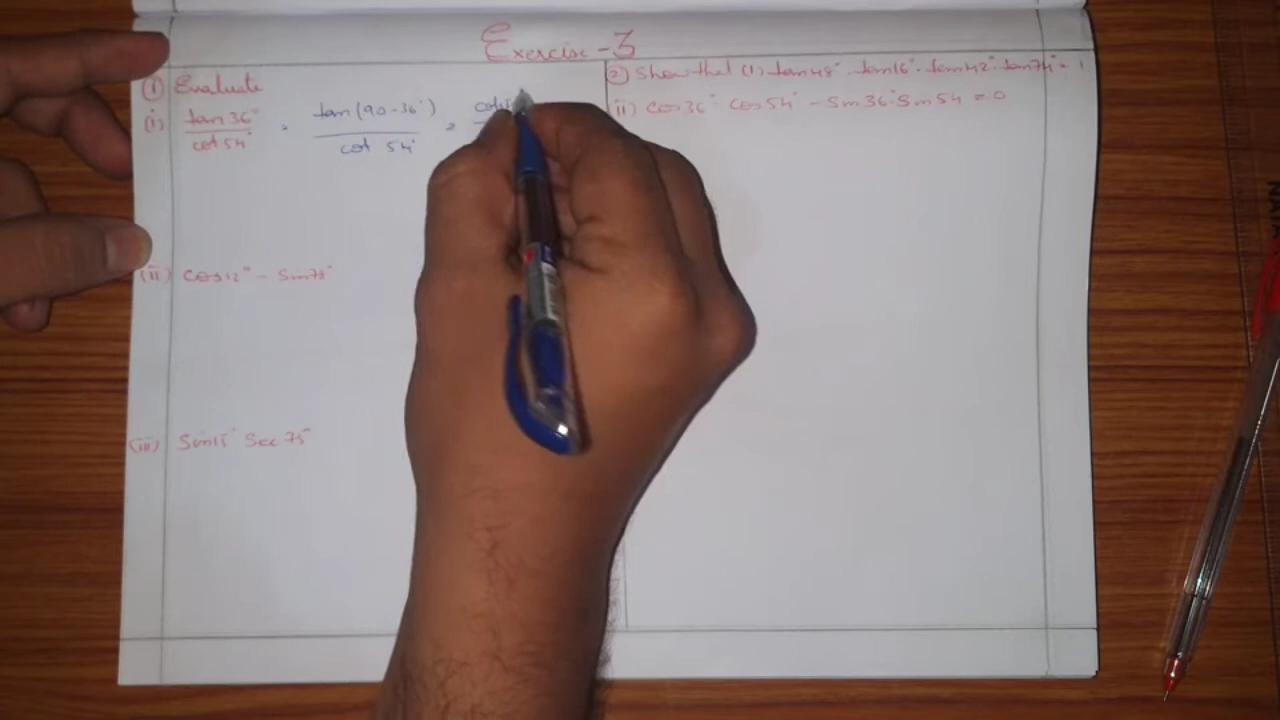 Exercise - 3
① Evaluate
(i) tan 36° / cot 54° = tan (90 - 36°) / cot 54° =
(ii) Cos 12° - Sin 78°
(iii) Sin 15° Sec 75°
② Show that (i) tan 48° · tan 16° · tan 42° · tan 74° = 1
(ii) Cos 36° · Cos 54° - Sin 36° · Sin 54 = 0